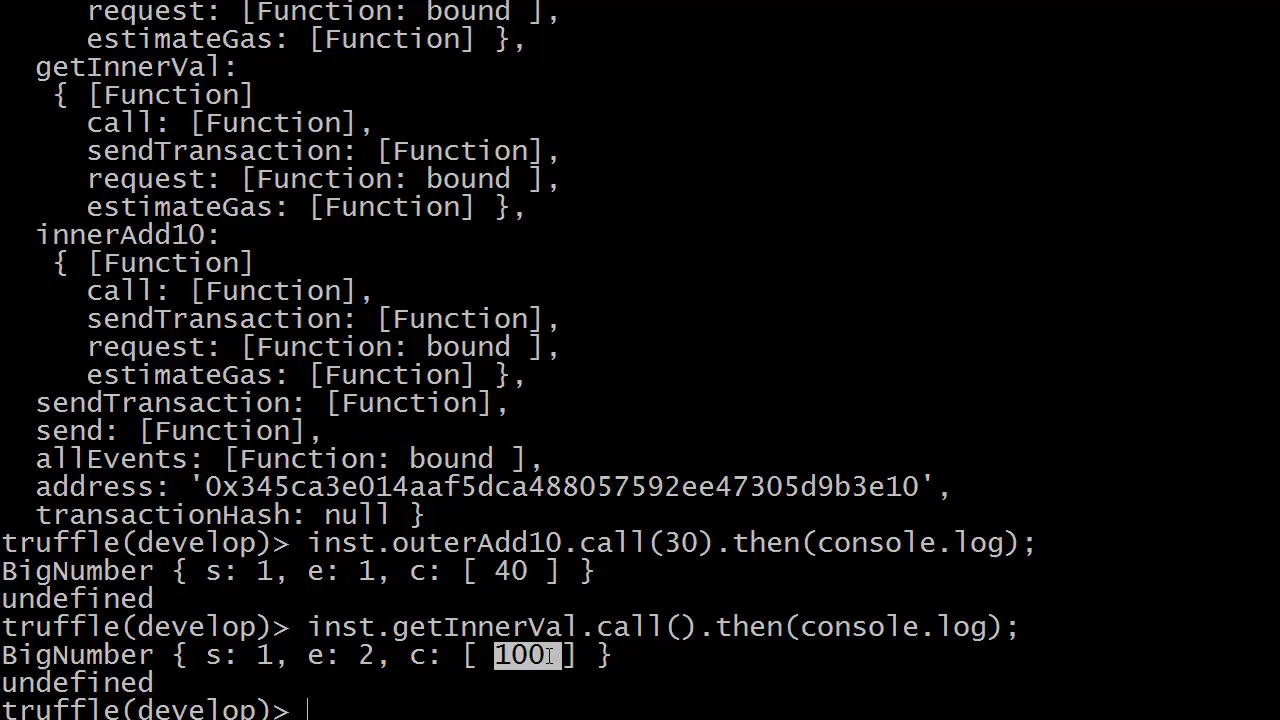 request: [Function: bound ],
estimateGas: [Function] },
getInnerVal:
{ [Function]
call: [Function],
sendTransaction: [Function],
request: [Function: bound ],
estimateGas: [Function] },
innerAdd10:
{ [Function]
call: [Function],
sendTransaction: [Function],
request: [Function: bound ],
estimateGas: [Function] },
sendTransaction: [Function],
send: [Function],
allEvents: [Function: bound ],
address: '0x345ca3e014aaf5dca488057592ee47305d9b3e10',
transactionHash: null }
truffle(develop)> inst.outerAdd10.call(30).then(console.log);
BigNumber { s: 1, e: 1, c: [ 40 ] }
undefined
truffle(develop)> inst.getInnerVal.call().then(console.log);
BigNumber { s: 1, e: 2, c: [ 100 ] }
undefined
truffle(develop)>